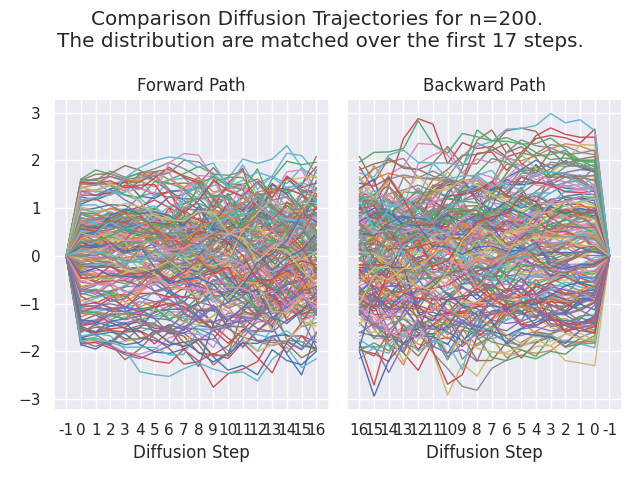 Comparison Diffusion Trajectories for n=200.
The distribution are matched over the first 17 steps.
Forward Path
Backward Path
3
2
1
0
−1
−2
−3
-1 0 1 2 3 4 5 6 7 8 9 10 11 12 13 14 15 16
16 15 14 13 12 11 10 9 8 7 6 5 4 3 2 1 0 -1
Diffusion Step
Diffusion Step